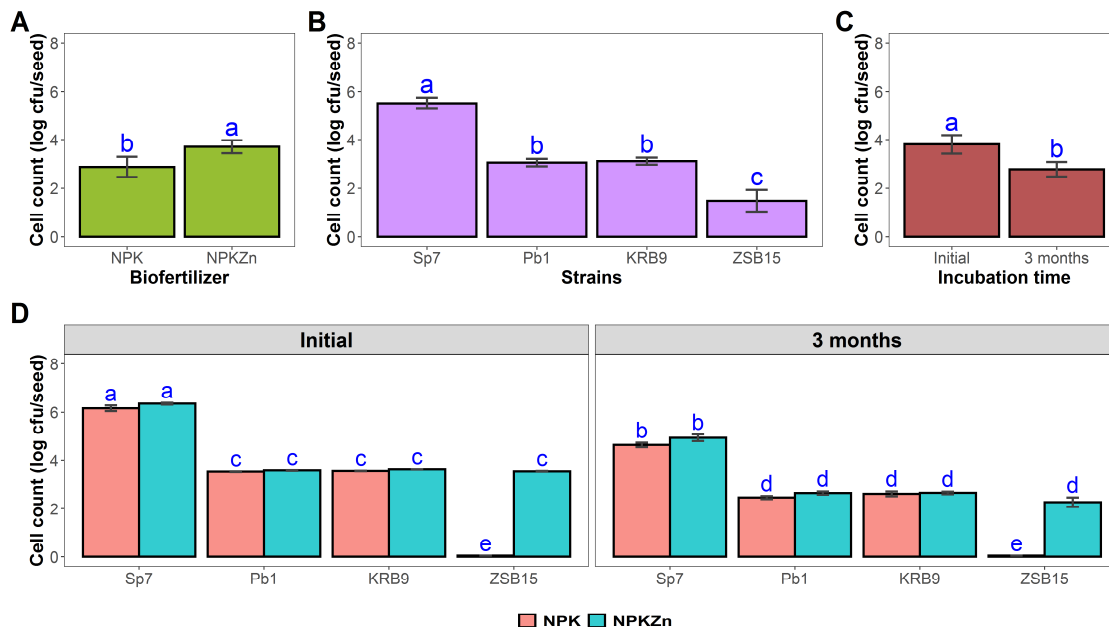 A
Cell count (log cfu/seed)
8
6
4
2
0
b
a
NPK
NPKZn
Biofertilizer
B
Cell count (log cfu/seed)
8
6
4
2
0
a
b
b
c
Sp7
Pb1
KRB9
ZSB15
Strains
C
Cell count (log cfu/seed)
8
6
4
2
0
a
b
Initial
3 months
Incubation time
D
Cell count (log cfu/seed)
8
6
4
2
0
Initial
a
a
c
c
c
c
e
c
Sp7
Pb1
KRB9
ZSB15
3 months
b
b
d
d
d
d
e
d
Sp7
Pb1
KRB9
ZSB15
NPK
NPKZn